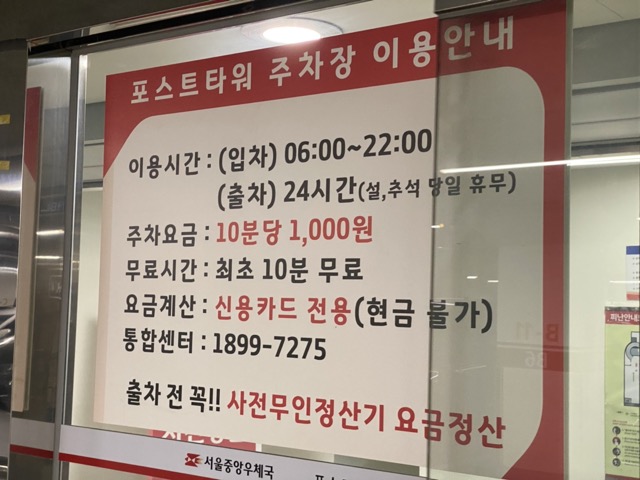 포스트타워 주차장 이용안내
이용시간 : (입차) 06:00~22:00
(출차) 24시간(설,추석 당일 휴무)
주차요금 : 10분당 1,000원
무료시간 : 최초 10분 무료
요금계산 : 신용카드 전용(현금 불가)
통합센터 : 1899-7275
출차 전 꼭!! 사전무인정산기 요금정산
서울중앙우체국